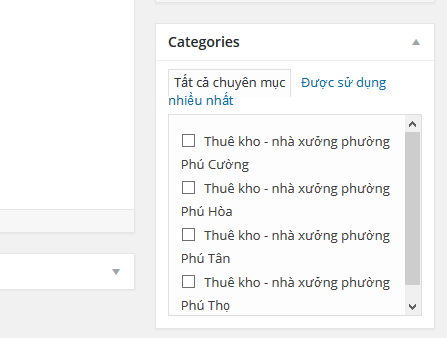 Categories
Tất cả chuyên mục Được sử dụng
nhiều nhất
Thuê kho - nhà xưởng phường
Phú Cường
Thuê kho - nhà xưởng phường
Phú Hòa
Thuê kho - nhà xưởng phường
Phú Tân
Thuê kho - nhà xưởng phường
Phú Thọ